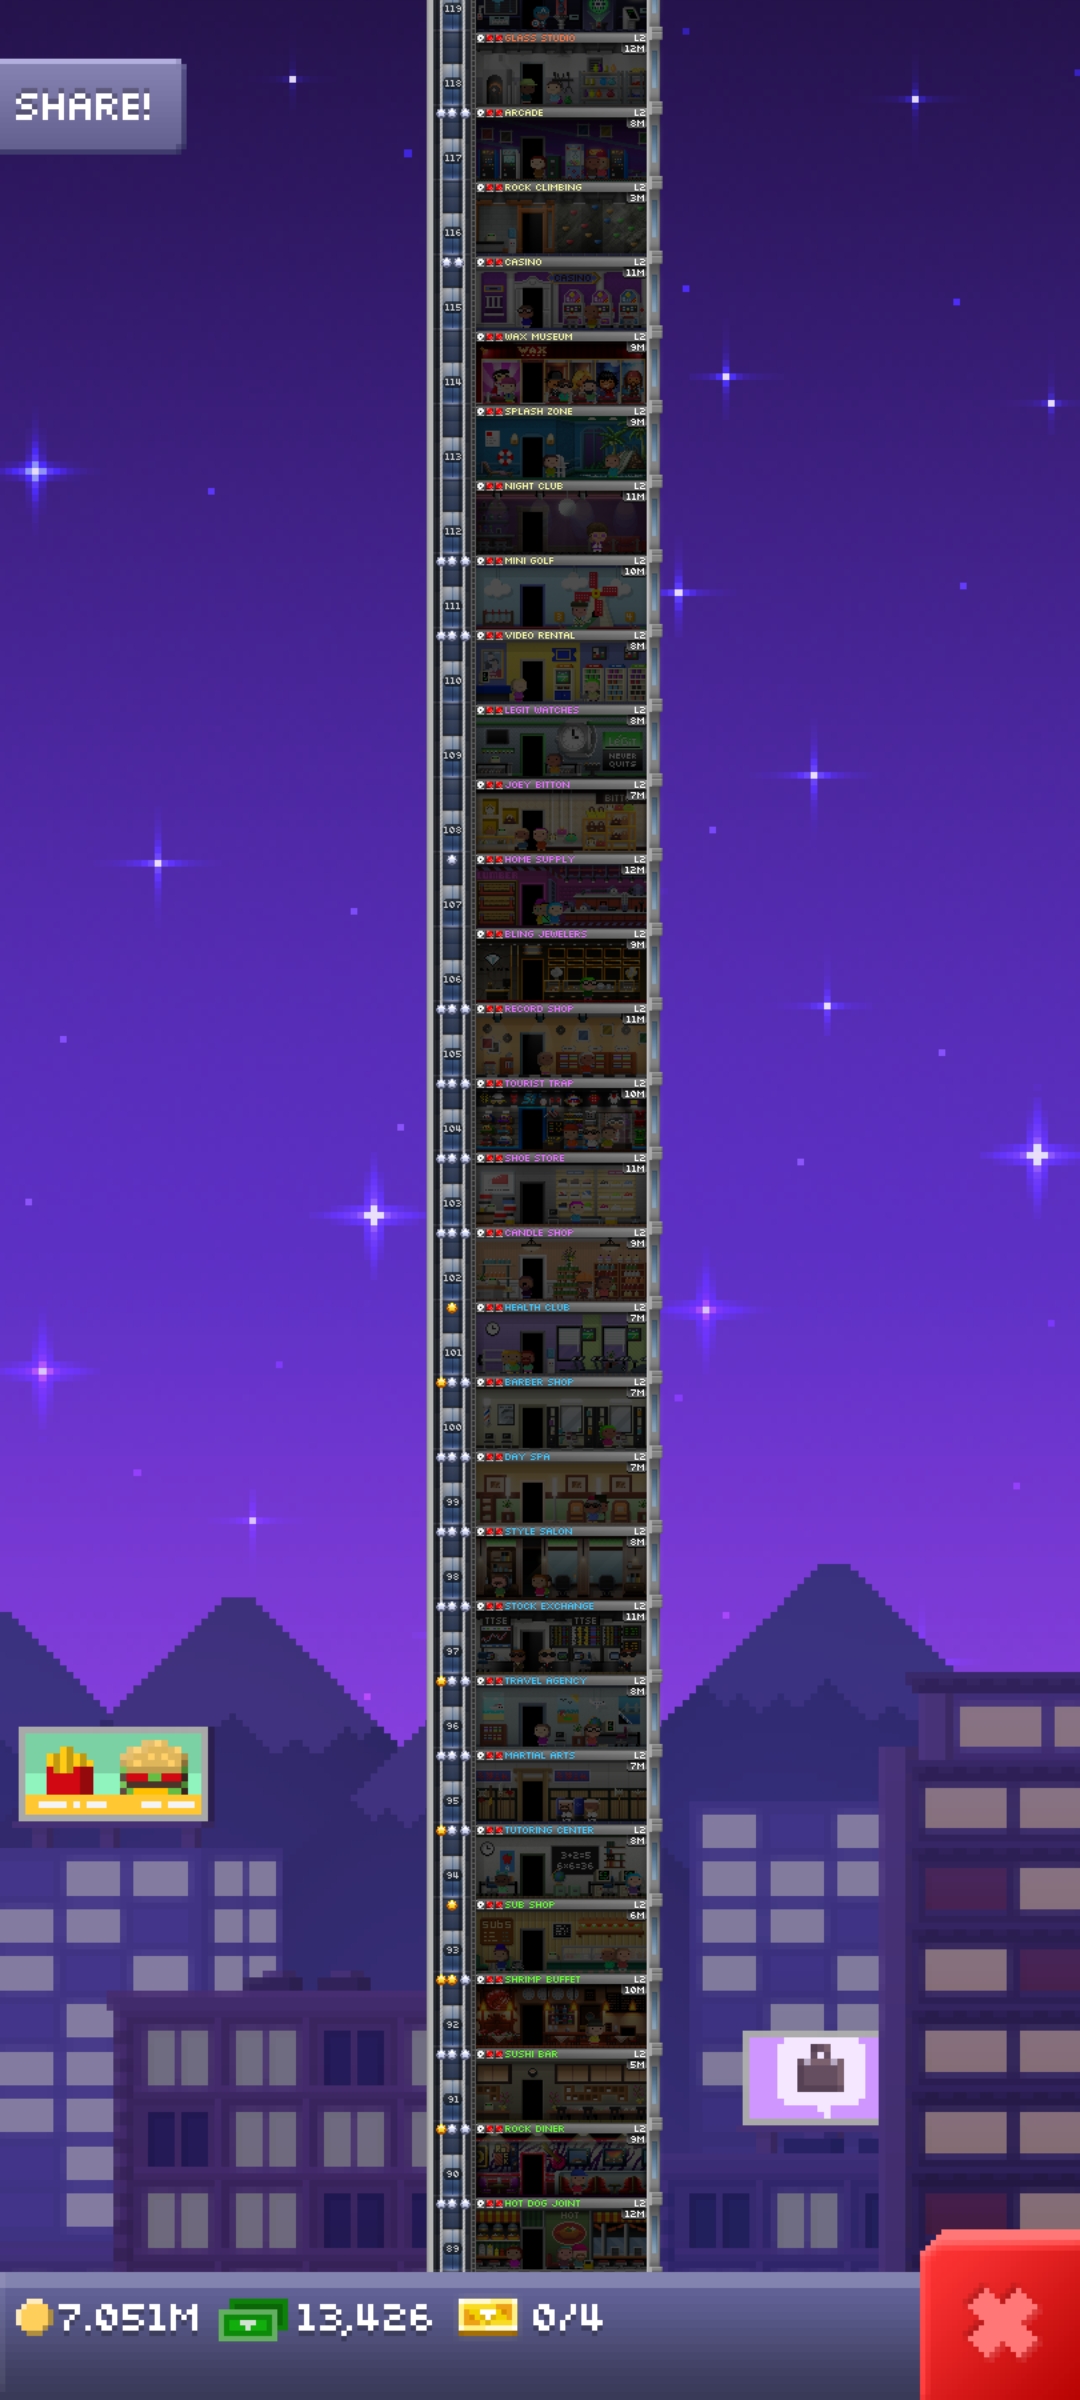 119
GLASS STUDIO L2
12M
SHARE!
118
ARCADE L2
8M
117
ROCK CLIMBING L2
3M
116
CASINO L2
11M
CASINO
115
WAX MUSEUM L2
9M
WAX
114
SPLASH ZONE L2
9M
113
NIGHT CLUB L2
11M
112
MINI GOLF L2
10M
111
VIDEO RENTAL L2
8M
110
LEGIT WATCHES L2
8M
LEGIT
NEVER
QUITS
109
JOEY BITTON L2
7M
BITT
108
HOME SUPPLY L2
12M
107
BLING JEWELERS L2
9M
106
RECORD SHOP L2
11M
105
TOURIST TRAP L2
10M
104
SHOE STORE L2
11M
103
CANDLE SHOP L2
9M
102
HEALTH CLUB L2
7M
101
BARBER SHOP L2
7M
100
DAY SPA L2
7M
99
STYLE SALON L2
8M
98
STOCK EXCHANGE L2
11M
TTSE TTSE
97
TRAVEL AGENCY L2
8M
96
MARTIAL ARTS L2
7M
95
TUTORING CENTER L2
8M
3+2=5
6×6=36
94
SUB SHOP L2
6M
SUBS
93
SHRIMP BUFFET L2
10M
92
SUSHI BAR L2
5M
91
ROCK DINER L2
9M
90
HOT DOG JOINT L2
12M
HOT
89
7.051M 13,426 0/4